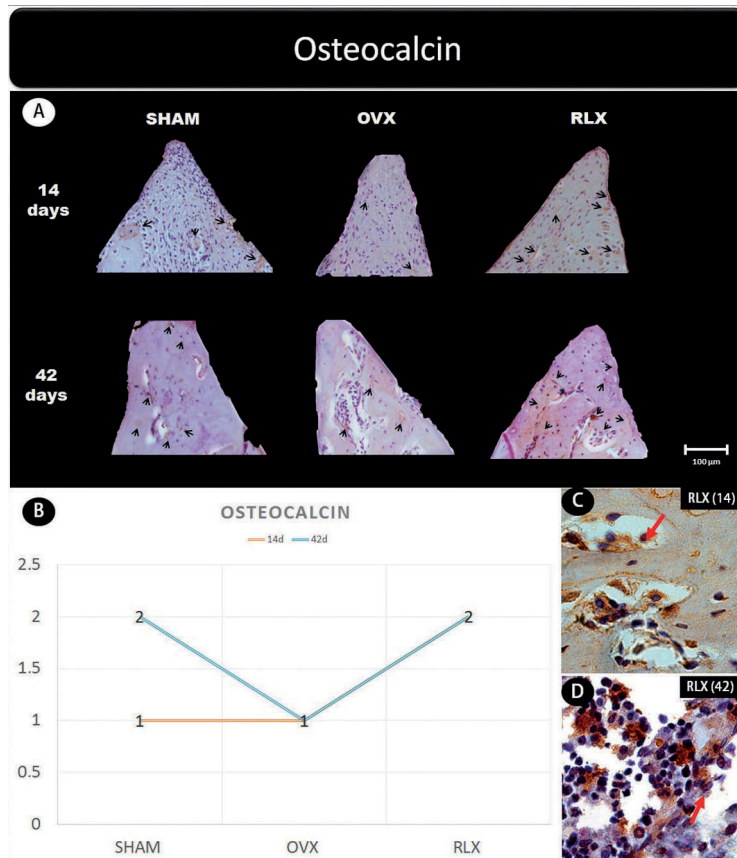 Osteocalcin
A
SHAM OVX RLX
14
days
42
days
100 µm
B
OSTEOCALCIN
14d 42d
2.5
2
1.5
1
0.5
0
2
1
1
2
SHAM OVX RLX
C
RLX (14)
D
RLX (42)